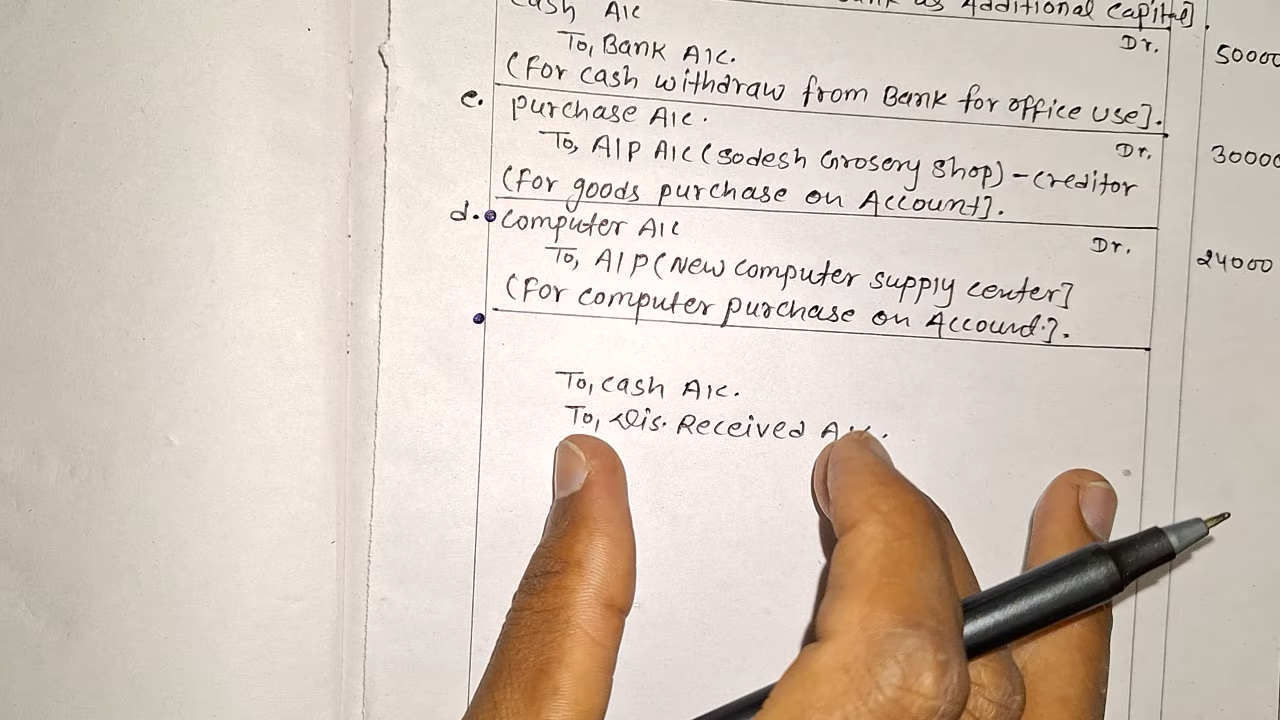 as Additional Capital].
Cash A/C Dr. 50000
To, Bank A/C.
(For cash withdraw from Bank for office use].
c. purchase A/C. Dr. 30000
To, A/P A/C (Sodesh Grosery Shop) - creditor
(For goods purchase on Account].
d. computer A/C Dr. 24000
To, A/P (New computer supply center]
(For computer purchase on Account.].
To, cash A/C.
To, Dis. Received